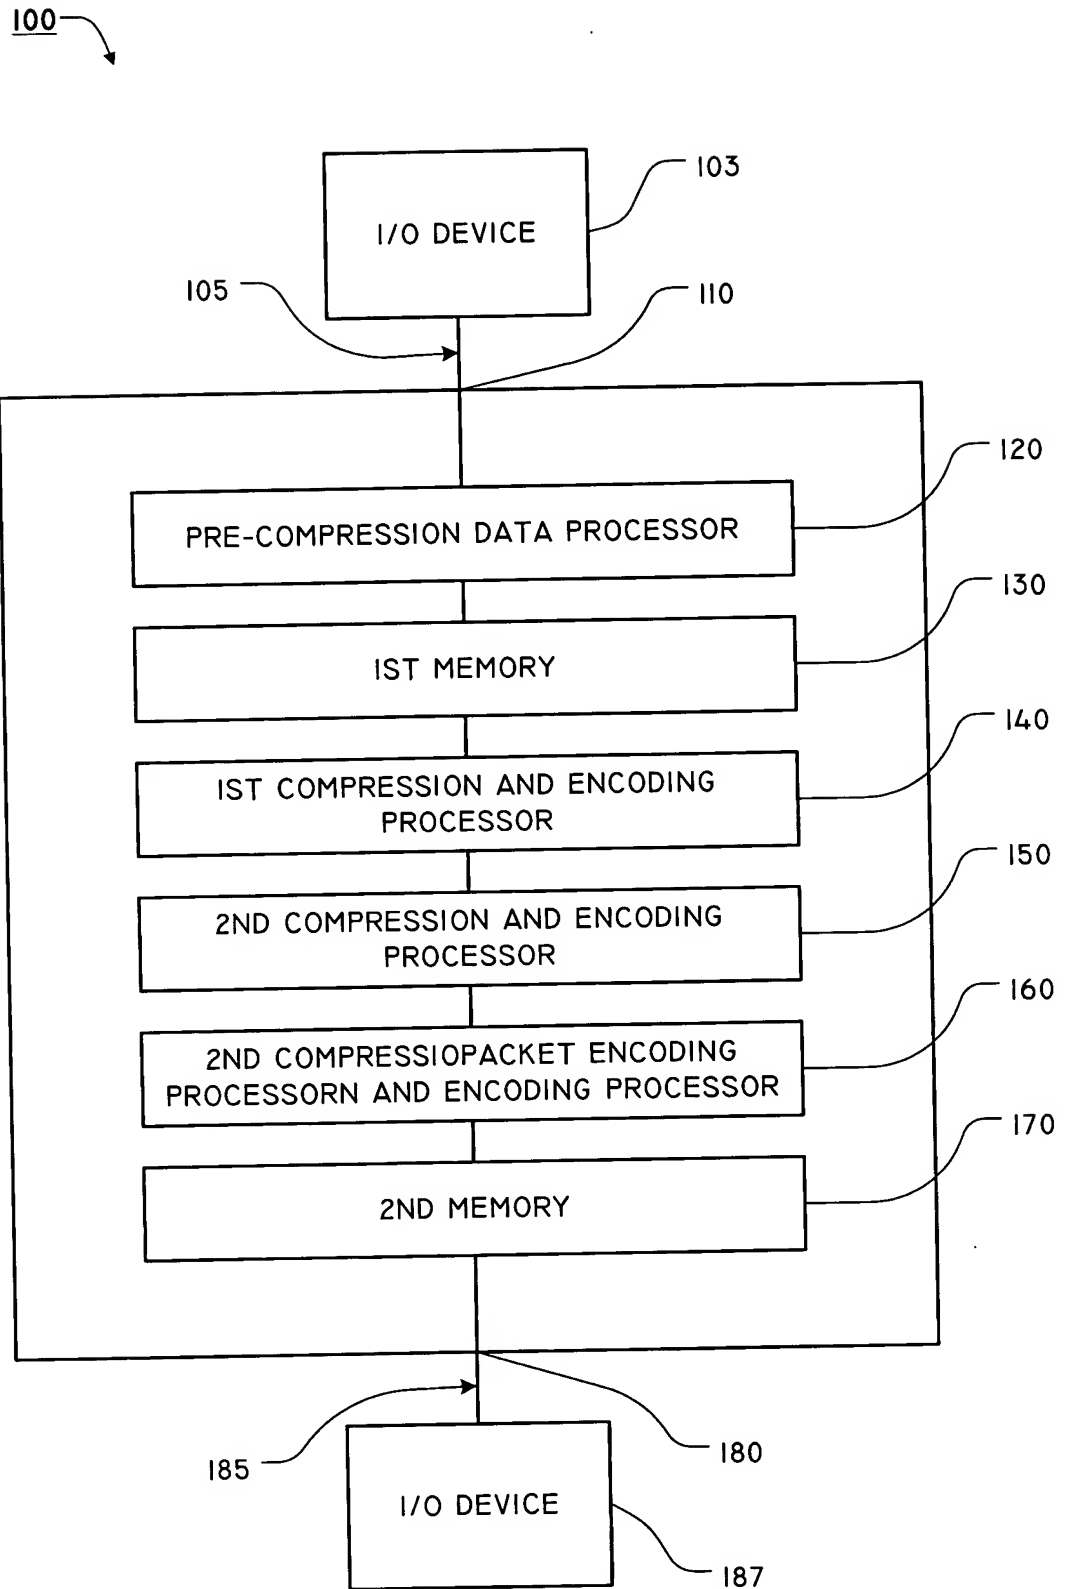 100
103
I/O DEVICE
105
110
120
PRE-COMPRESSION DATA PROCESSOR
130
1ST MEMORY
140
1ST COMPRESSION AND ENCODING
PROCESSOR
150
2ND COMPRESSION AND ENCODING
PROCESSOR
160
2ND COMPRESSIOPACKET ENCODING
PROCESSORN AND ENCODING PROCESSOR
170
2ND MEMORY
185
180
I/O DEVICE
187